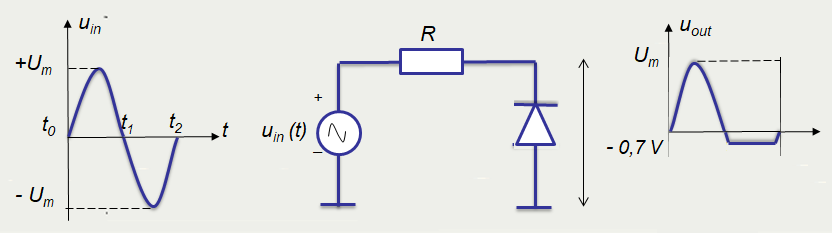 u_in
+U_m
t_0
t_1
t_2
t
- U_m
R
+
u_in (t)
–
u_out
U_m
- 0,7 V